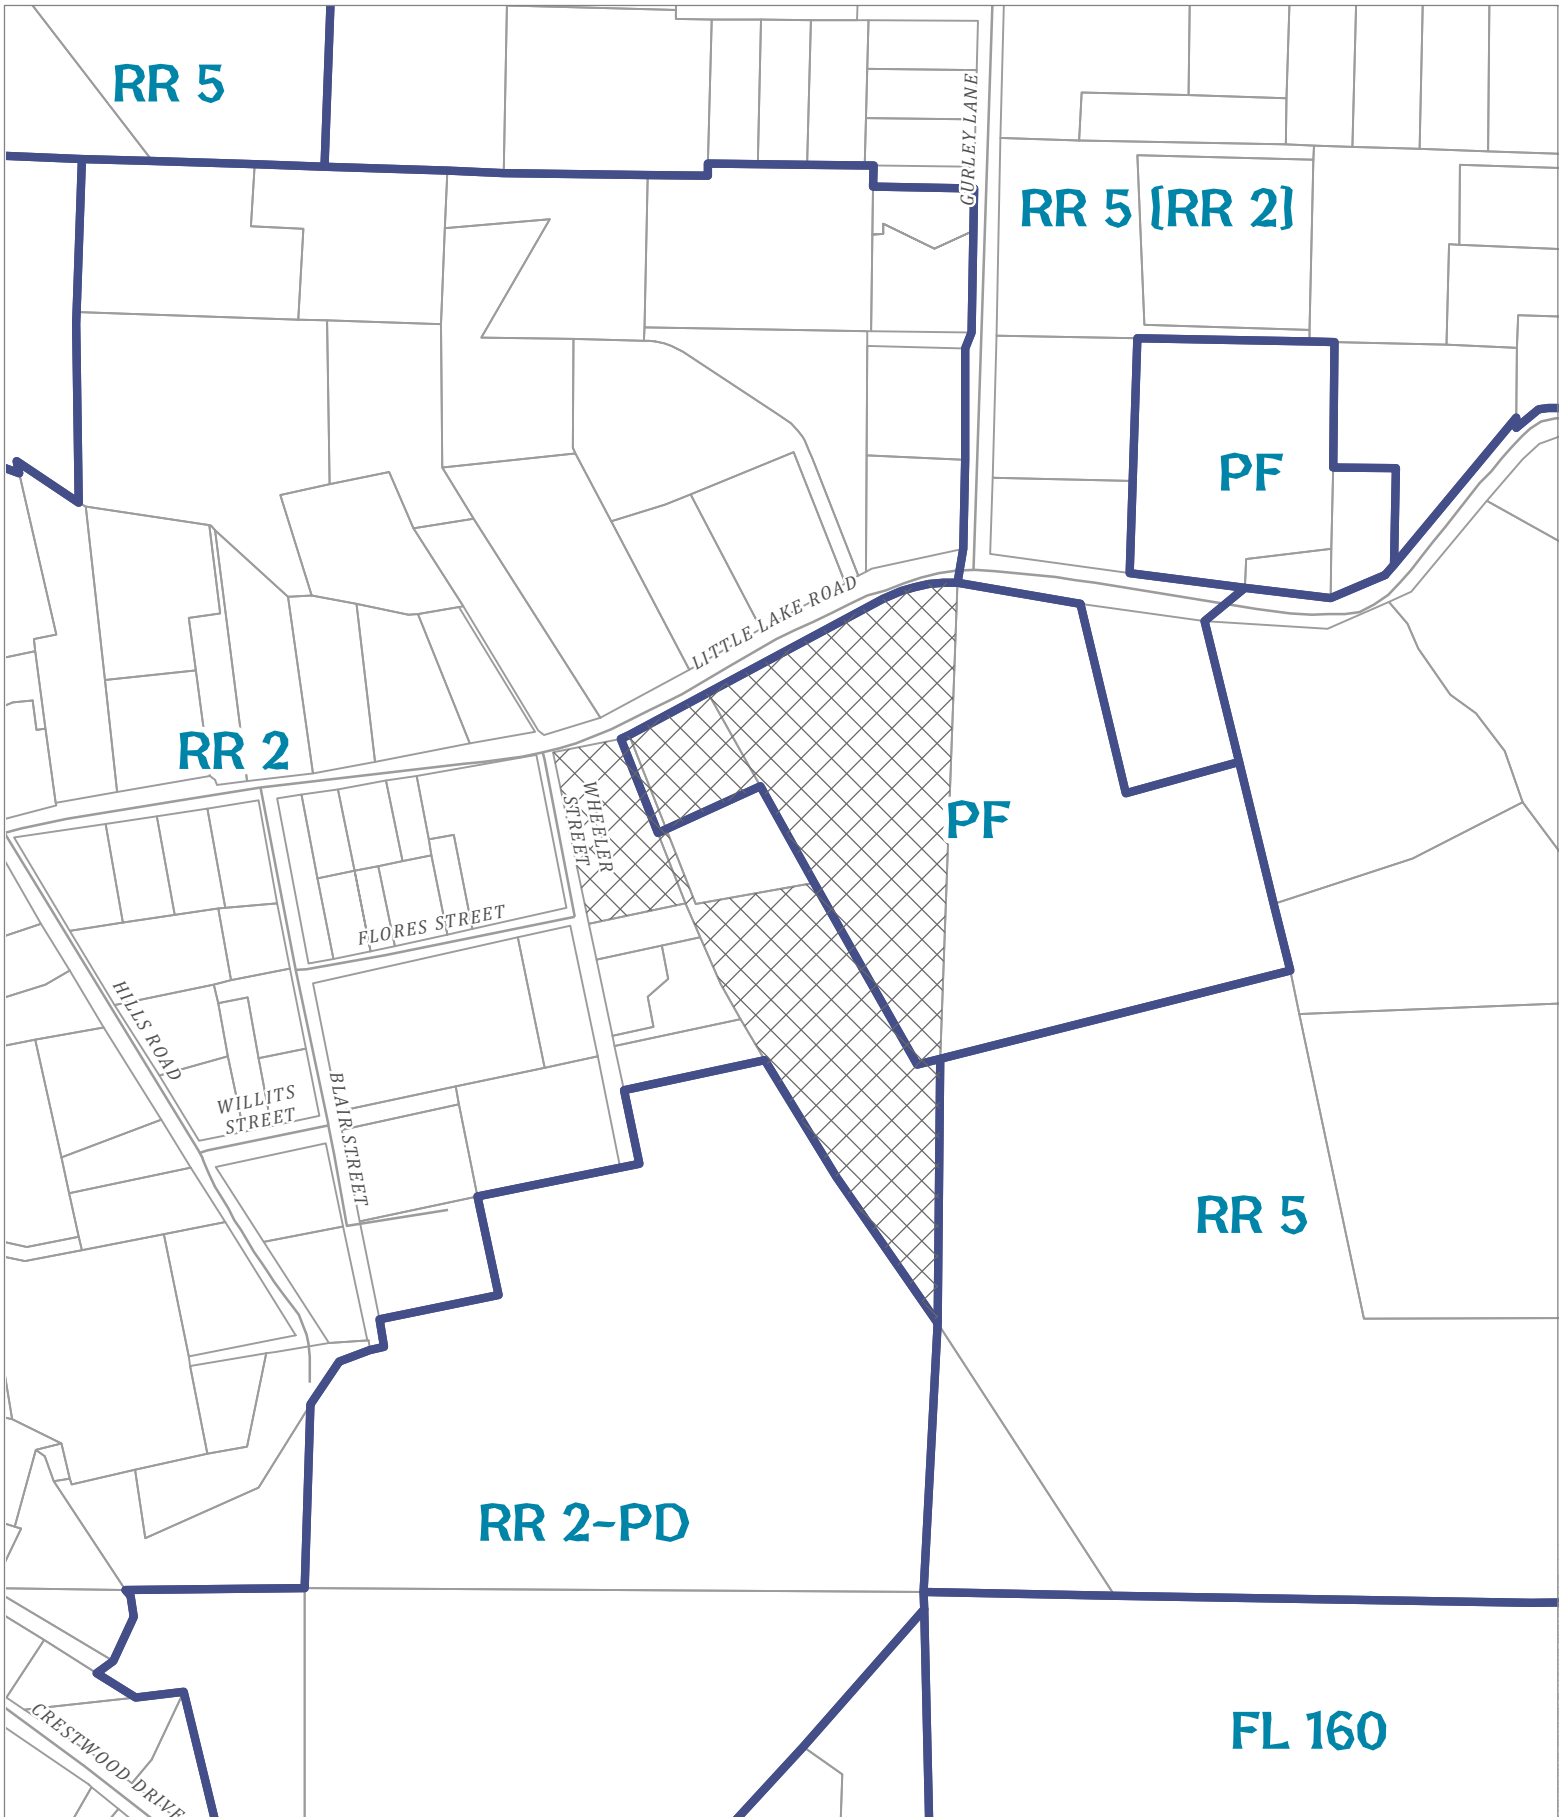 RR 5
GURLEY LANE
RR 5 [RR 2]
PF
LITTLE LAKE ROAD
RR 2
WHEELER
STREET
PF
FLORES STREET
HILLS ROAD
WILLITS
STREET
BLAIR STREET
RR 5
RR 2-PD
CRESTWOOD DRIVE
FL 160